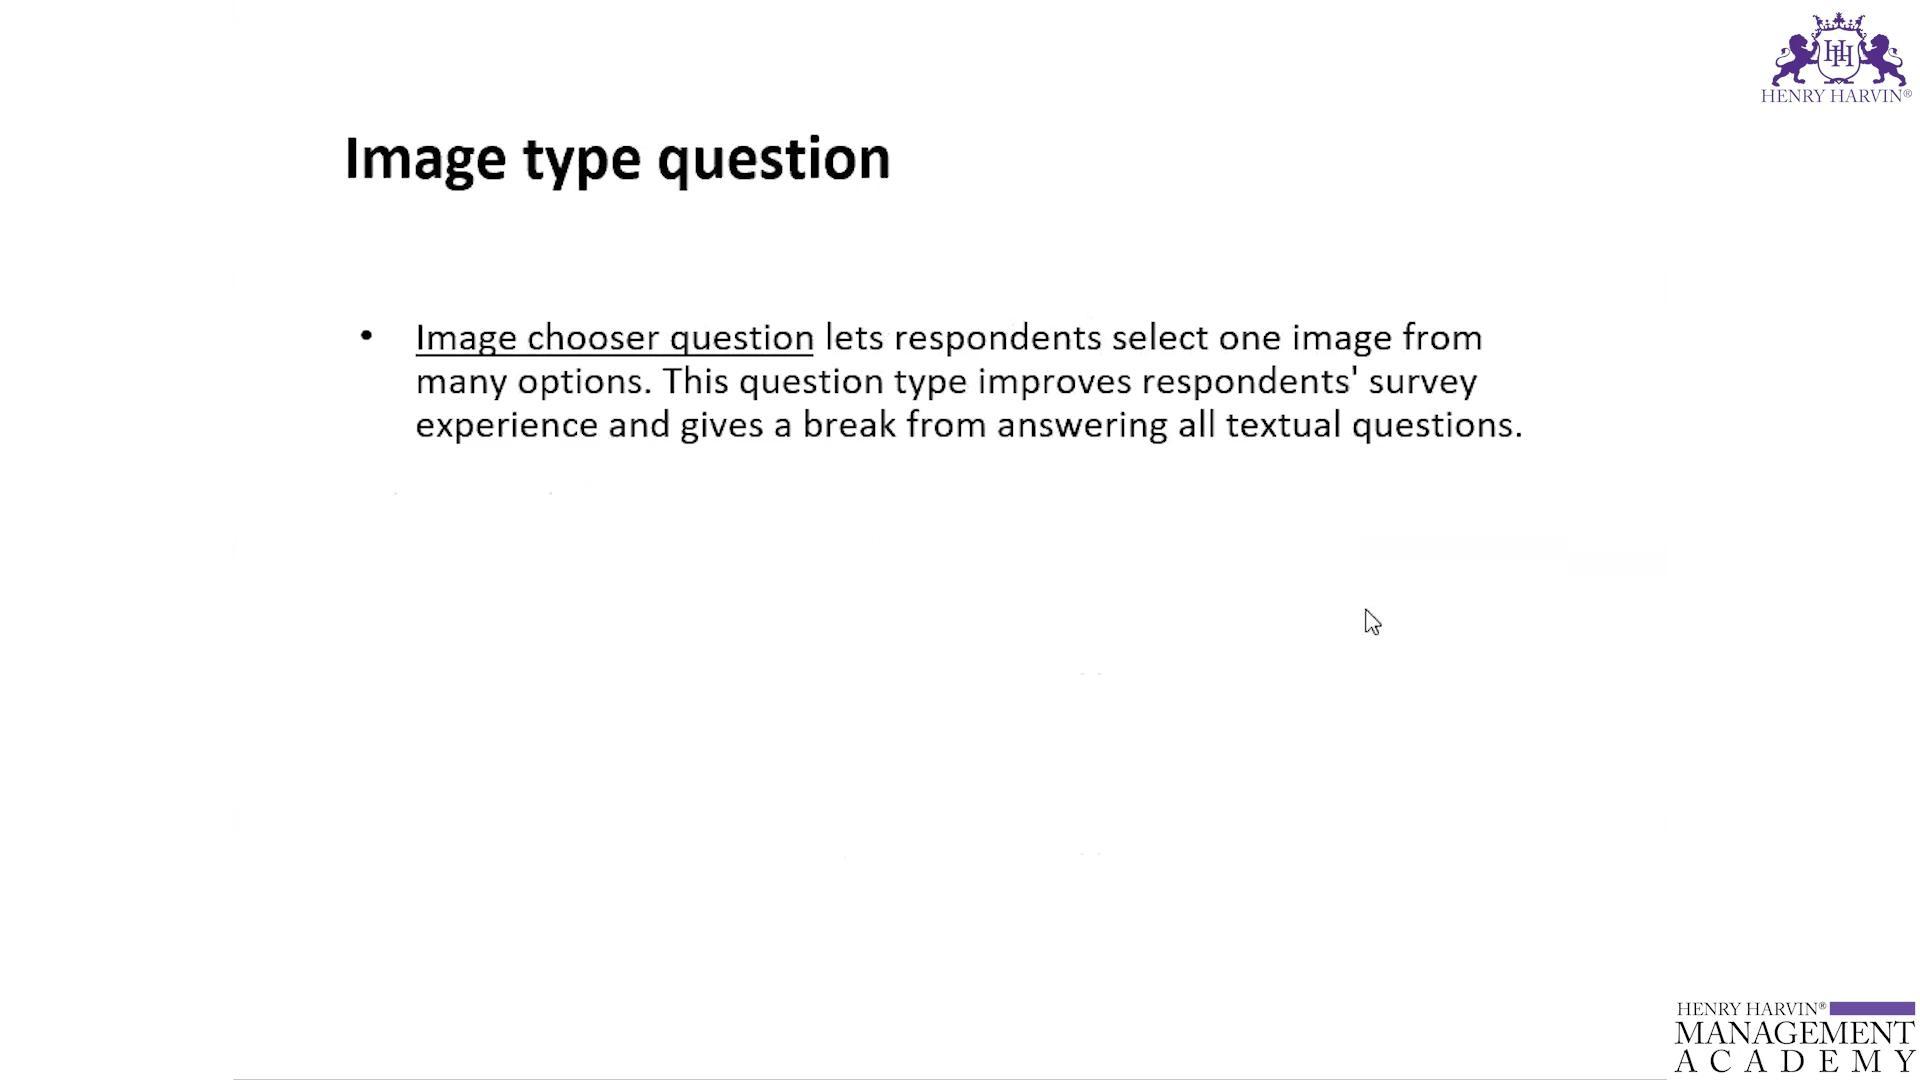 HENRY HARVIN®
Image type question
• Image chooser question lets respondents select one image from
many options. This question type improves respondents' survey
experience and gives a break from answering all textual questions.
HENRY HARVIN®
MANAGEMENT
ACADEMY